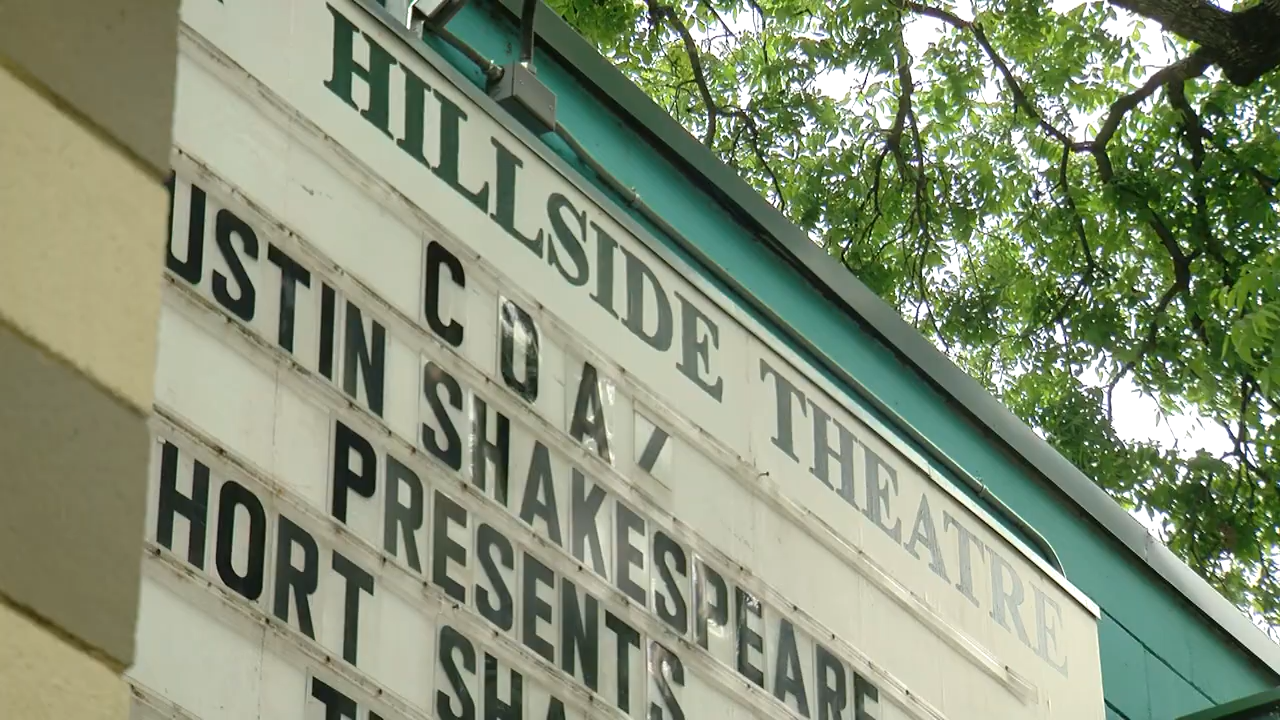 HILLSIDE THEATRE
C D A /
USTIN SHAKESPEARE
PRESENTS
HORT SHA